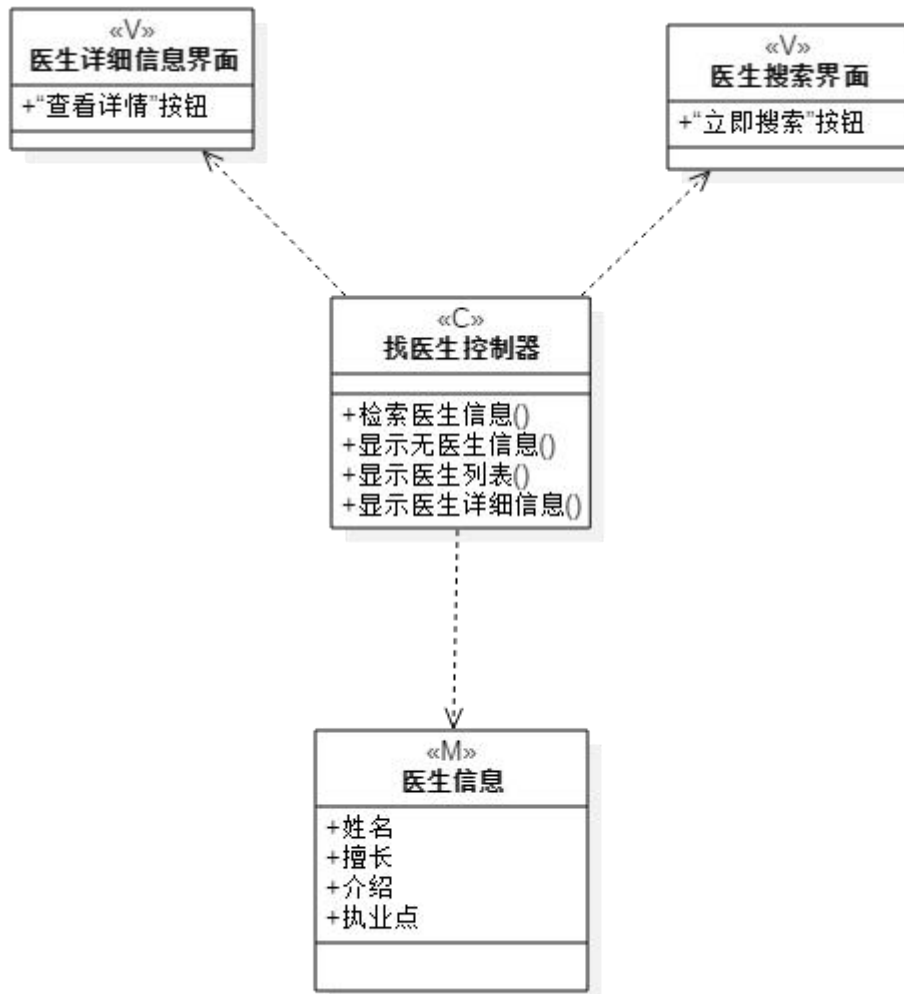 «V»
医生详细信息界面
+“查看详情”按钮
«V»
医生搜索界面
+“立即搜索”按钮
«C»
找医生控制器
+检索医生信息()
+显示无医生信息()
+显示医生列表()
+显示医生详细信息()
«M»
医生信息
+姓名
+擅长
+介绍
+执业点